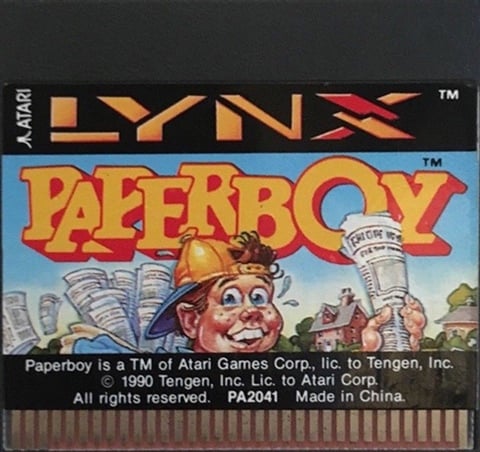 ATARI
LYNX TM
PAPERBOY TM
Paperboy is a TM of Atari Games Corp., lic. to Tengen, Inc.
© 1990 Tengen, Inc. Lic. to Atari Corp.
All rights reserved. PA2041 Made in China.